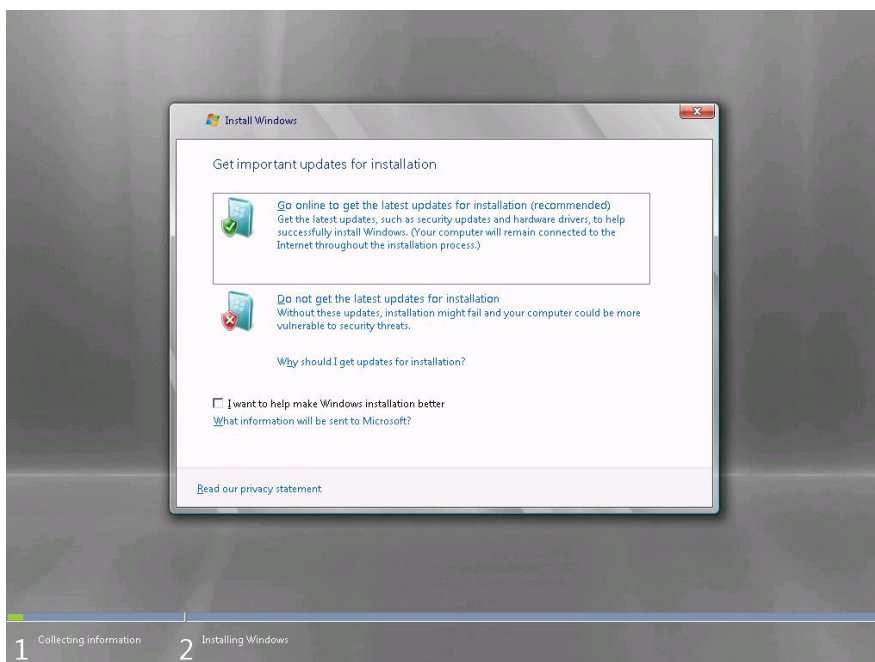 Install Windows
Get important updates for installation
Go online to get the latest updates for installation (recommended)
Get the latest updates, such as security updates and hardware drivers, to help
successfully install Windows. (Your computer will remain connected to the
Internet throughout the installation process.)
Do not get the latest updates for installation
Without these updates, installation might fail and your computer could be more
vulnerable to security threats.
Why should I get updates for installation?
I want to help make Windows installation better
What information will be sent to Microsoft?
Read our privacy statement
1 Collecting information
2 Installing Windows